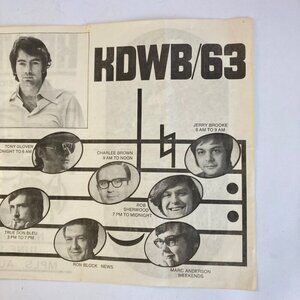 KDWB/63
JERRY BROOKE
6 AM TO 9 AM
TONY GLOVER
MIDNIGHT TO 6 AM
CHARLEE BROWN
9 AM TO NOON
ROB
SHERWOOD
7 PM TO MIDNIGHT
TRUE DON BLEU
3 PM TO 7 PM
RON BLOCK NEWS
MARC ANDERSON
WEEKENDS